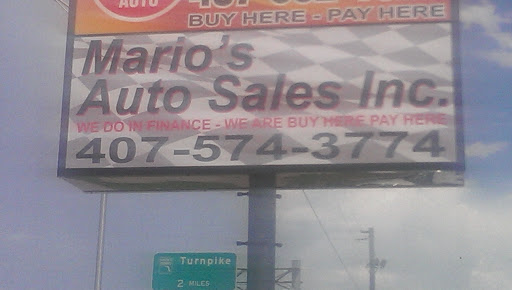 AUTO
BUY HERE - PAY HERE
Mario's
Auto Sales Inc.
WE DO IN FINANCE - WE ARE BUY HERE PAY HERE
407-574-3774
Turnpike
2 MILES